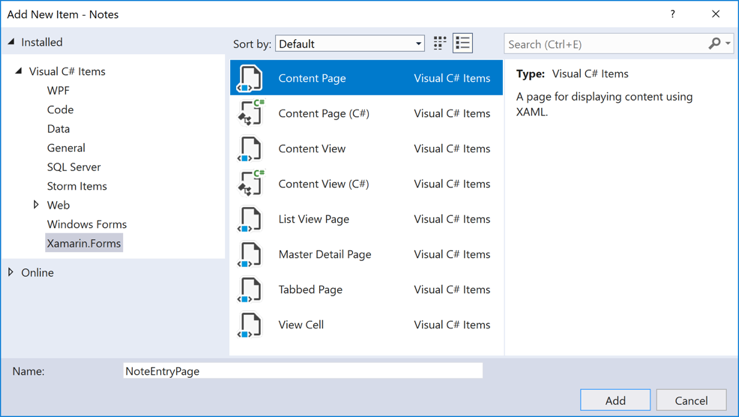 Add New Item - Notes
? 
Installed
Sort by: Default
Search (Ctrl+E)
Visual C# Items
WPF
Code
Data
General
SQL Server
Storm Items
Web
Windows Forms
Xamarin.Forms
Online
Content Page Visual C# Items
C#
Content Page (C#) Visual C# Items
Content View Visual C# Items
C#
Content View (C#) Visual C# Items
List View Page Visual C# Items
Master Detail Page Visual C# Items
Tabbed Page Visual C# Items
View Cell Visual C# Items
Type: Visual C# Items
A page for displaying content using
XAML.
Name: NoteEntryPage
Add Cancel